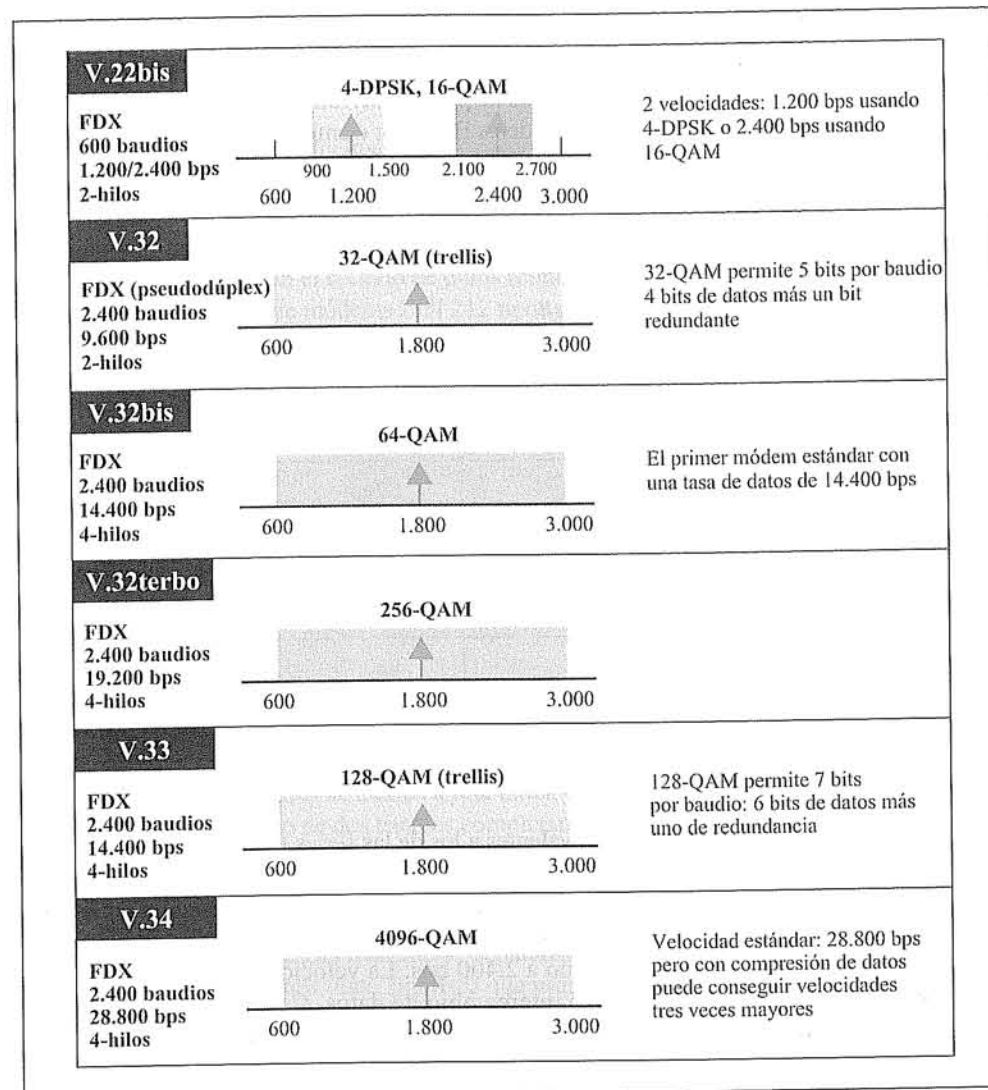 V.22bis
4-DPSK, 16-QAM
FDX
600 baudios
1.200/2.400 bps
2-hilos
900 1.500 2.100 2.700
600 1.200 2.400 3.000
2 velocidades: 1.200 bps usando
4-DPSK o 2.400 bps usando
16-QAM
V.32
32-QAM (trellis)
FDX (pseudodúplex)
2.400 baudios
9.600 bps
2-hilos
600 1.800 3.000
32-QAM permite 5 bits por baudio
4 bits de datos más un bit
redundante
V.32bis
64-QAM
FDX
2.400 baudios
14.400 bps
4-hilos
600 1.800 3.000
El primer módem estándar con
una tasa de datos de 14.400 bps
V.32terbo
256-QAM
FDX
2.400 baudios
19.200 bps
4-hilos
600 1.800 3.000
V.33
128-QAM (trellis)
FDX
2.400 baudios
14.400 bps
4-hilos
600 1.800 3.000
128-QAM permite 7 bits
por baudio: 6 bits de datos más
uno de redundancia
V.34
4096-QAM
FDX
2.400 baudios
28.800 bps
4-hilos
600 1.800 3.000
Velocidad estándar: 28.800 bps
pero con compresión de datos
puede conseguir velocidades
tres veces mayores